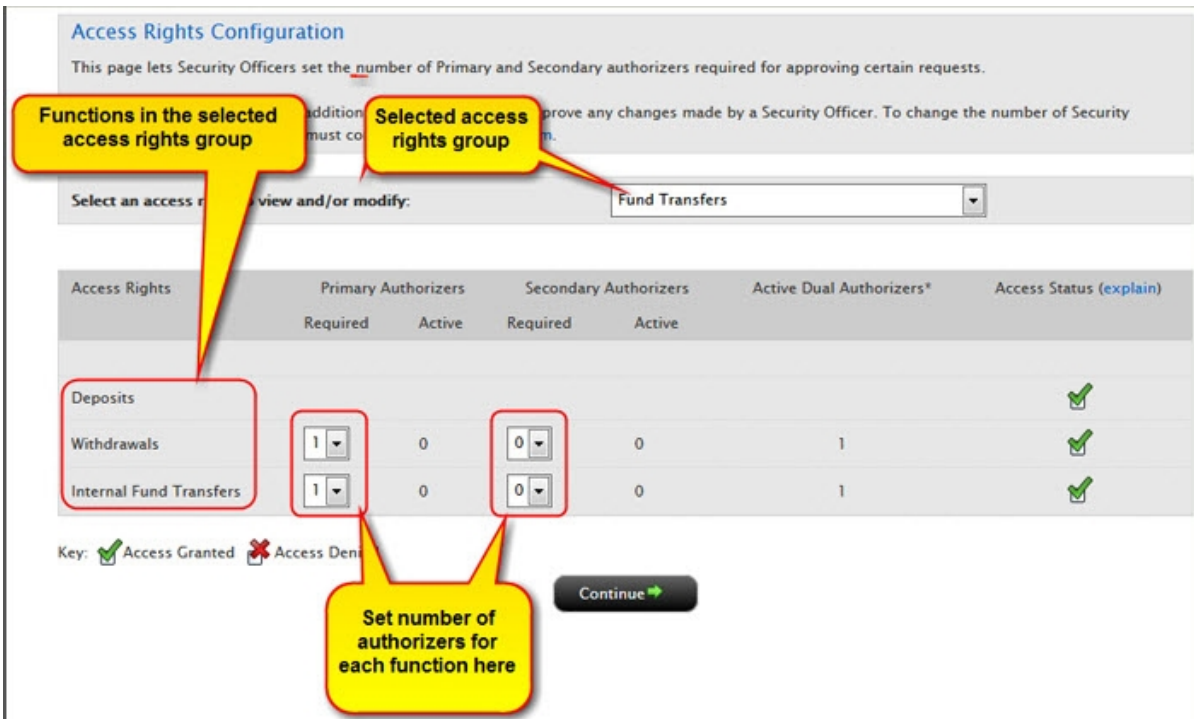 Access Rights Configuration
This page lets Security Officers set the number of Primary and Secondary authorizers required for approving certain requests.
Functions in the selected
access rights group
Selected access
rights group
addition prove any changes made by a Security Officer. To change the number of Security
must
Select an access view and/or modify:
Fund Transfers
Access Rights Primary Authorizers Secondary Authorizers Active Dual Authorizers* Access Status (explain)
Required Active Required Active
Deposits
Withdrawals 1 0 0 0 1
Internal Fund Transfers 1 0 0 0 1
Key: Access Granted Access Deni
Continue
Set number of
authorizers for
each function here